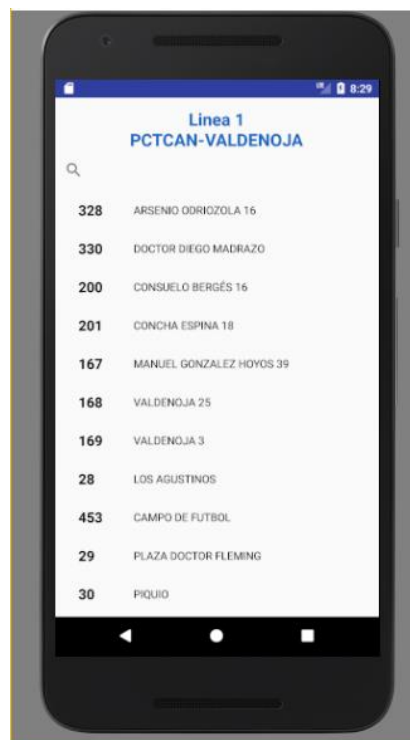 8:29
Linea 1
PCTCAN-VALDENOJA
328 ARSENIO ODRIOZOLA 16
330 DOCTOR DIEGO MADRAZO
200 CONSUELO BERGÉS 16
201 CONCHA ESPINA 18
167 MANUEL GONZALEZ HOYOS 39
168 VALDENOJA 25
169 VALDENOJA 3
28 LOS AGUSTINOS
453 CAMPO DE FUTBOL
29 PLAZA DOCTOR FLEMING
30 PIQUIO